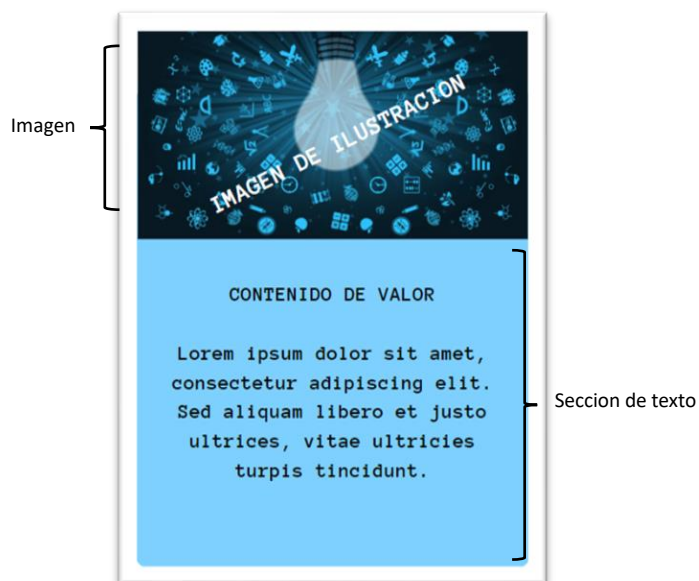 IMAGEN DE ILUSTRACION
Imagen
CONTENIDO DE VALOR
Lorem ipsum dolor sit amet,
consectetur adipiscing elit.
Sed aliquam libero et justo
ultrices, vitae ultricies
turpis tincidunt.
Seccion de texto